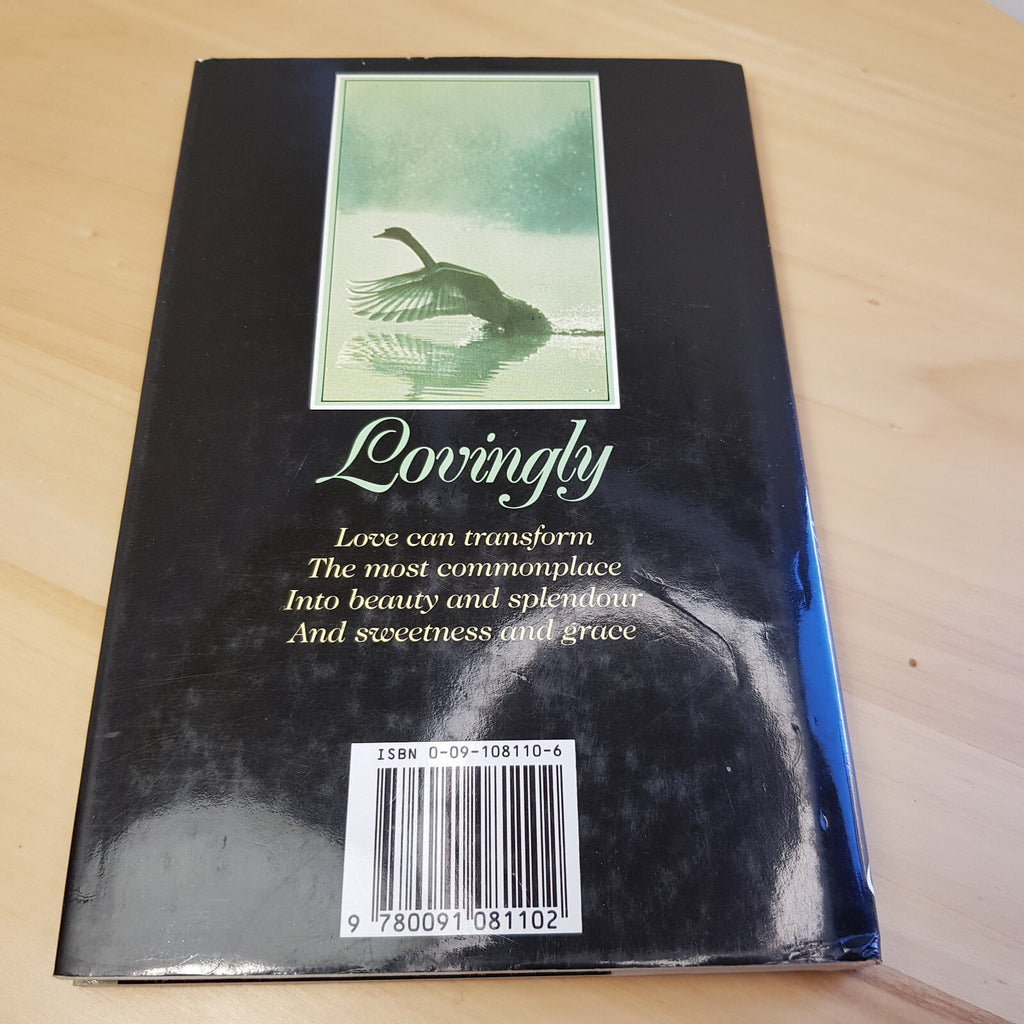 Lovingly
Love can transform
The most commonplace
Into beauty and splendour
And sweetness and grace
ISBN 0-09-108110-6
9 780091 081102